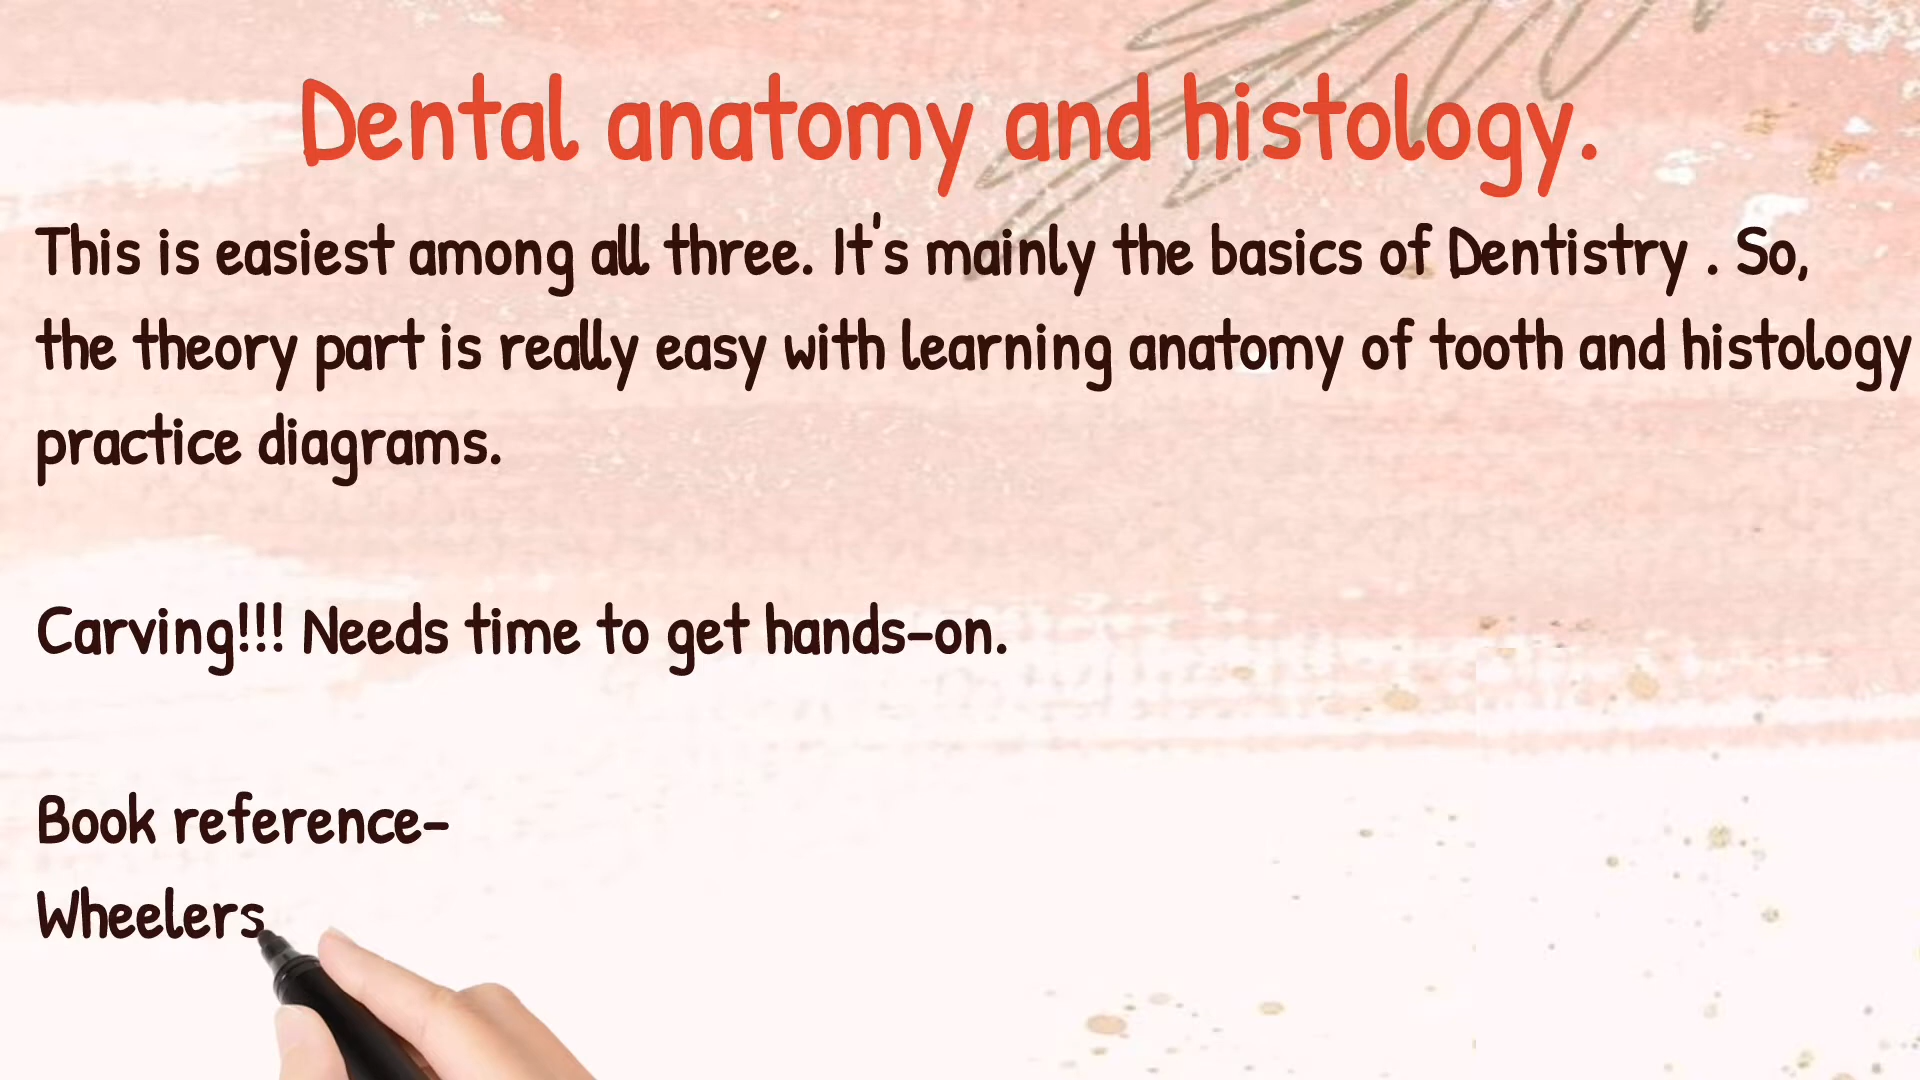 Dental anatomy and histology.
This is easiest among all three. It's mainly the basics of Dentistry . So,
the theory part is really easy with learning anatomy of tooth and histology
practice diagrams.
Carving!!! Needs time to get hands-on.
Book reference-
Wheelers